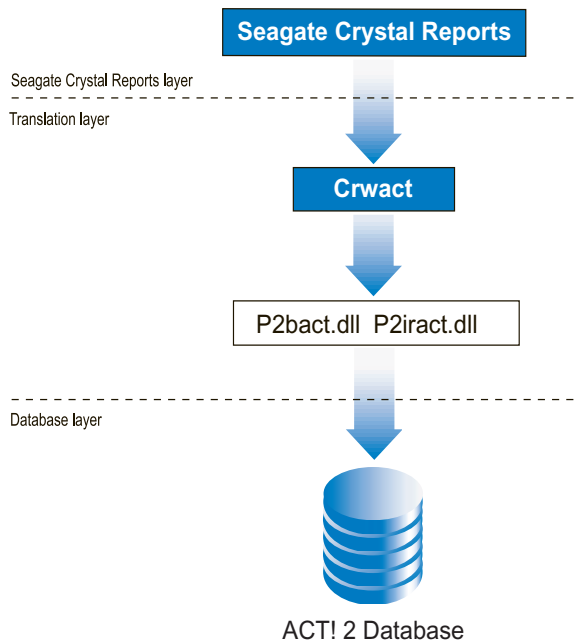 Seagate Crystal Reports
Seagate Crystal Reports layer
Translation layer
Crwact
P2bact.dll P2iract.dll
Database layer
ACT! 2 Database